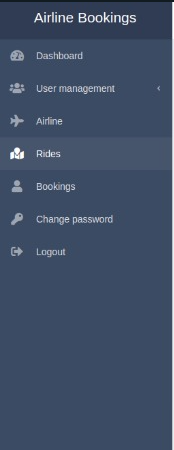 Airline Bookings
Dashboard
User management
Airline
Rides
Bookings
Change password
Logout